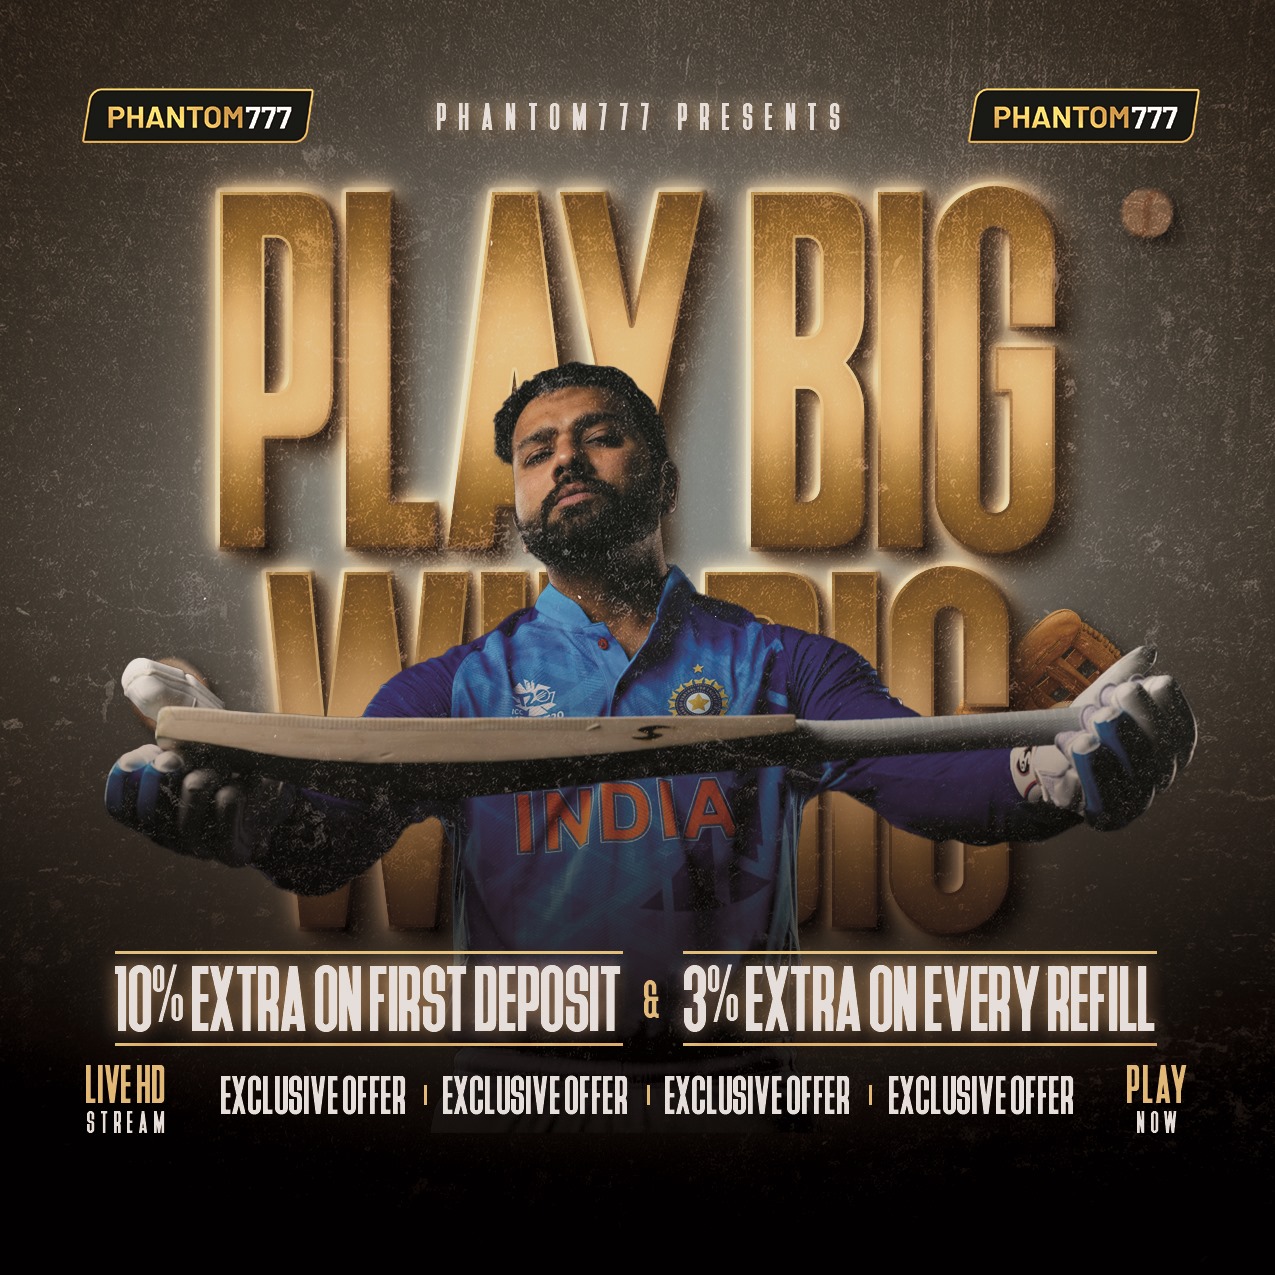 PHANTOM777
PHANTOM777 PRESENTS
PHANTOM777
PLAY BIG
BIG
INDIA
10% EXTRA ON FIRST DEPOSIT & 3% EXTRA ON EVERY REFILL
LIVE HD
STREAM
EXCLUSIVE OFFER | EXCLUSIVE OFFER | EXCLUSIVE OFFER | EXCLUSIVE OFFER
PLAY
NOW